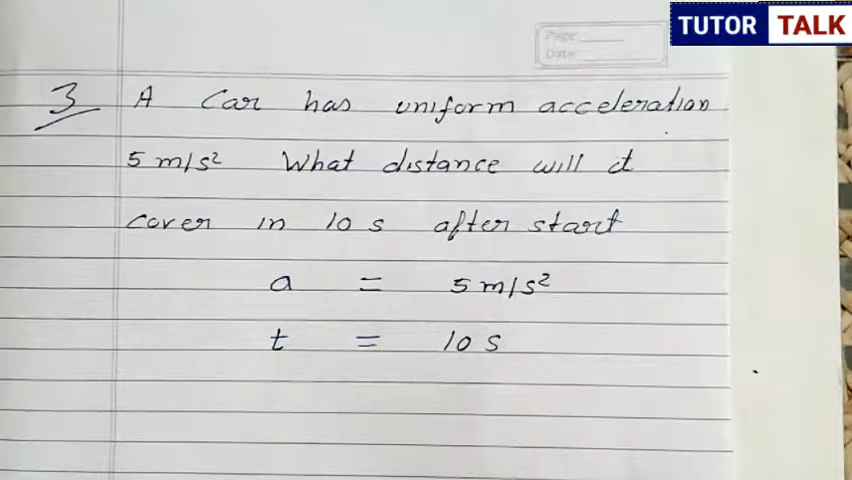 TUTOR TALK
Page
Date
3 A Car has uniform acceleration
5 m/s² What distance will it
cover in 10 s after start
a = 5 m/s²
t = 10 s